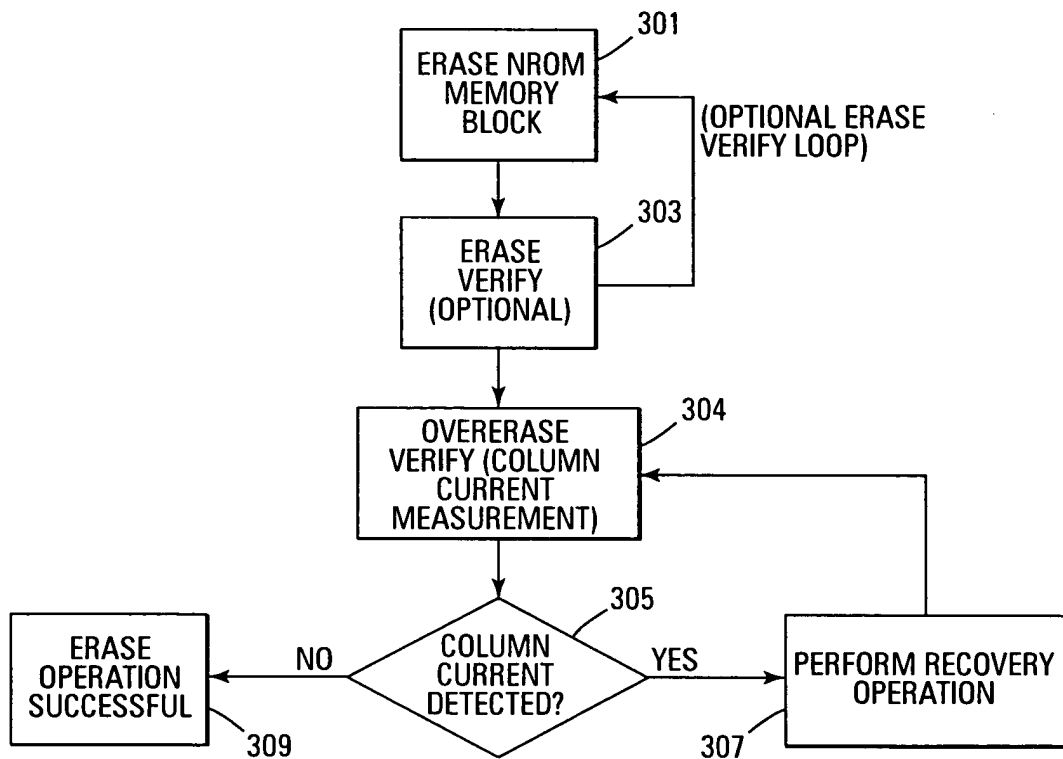 301
ERASE NROM
MEMORY
BLOCK
(OPTIONAL ERASE
VERIFY LOOP)
303
ERASE
VERIFY
(OPTIONAL)
304
OVERERASE
VERIFY (COLUMN
CURRENT
MEASUREMENT)
305
COLUMN
CURRENT
DETECTED?
NO
YES
ERASE
OPERATION
SUCCESSFUL
309
PERFORM RECOVERY
OPERATION
307